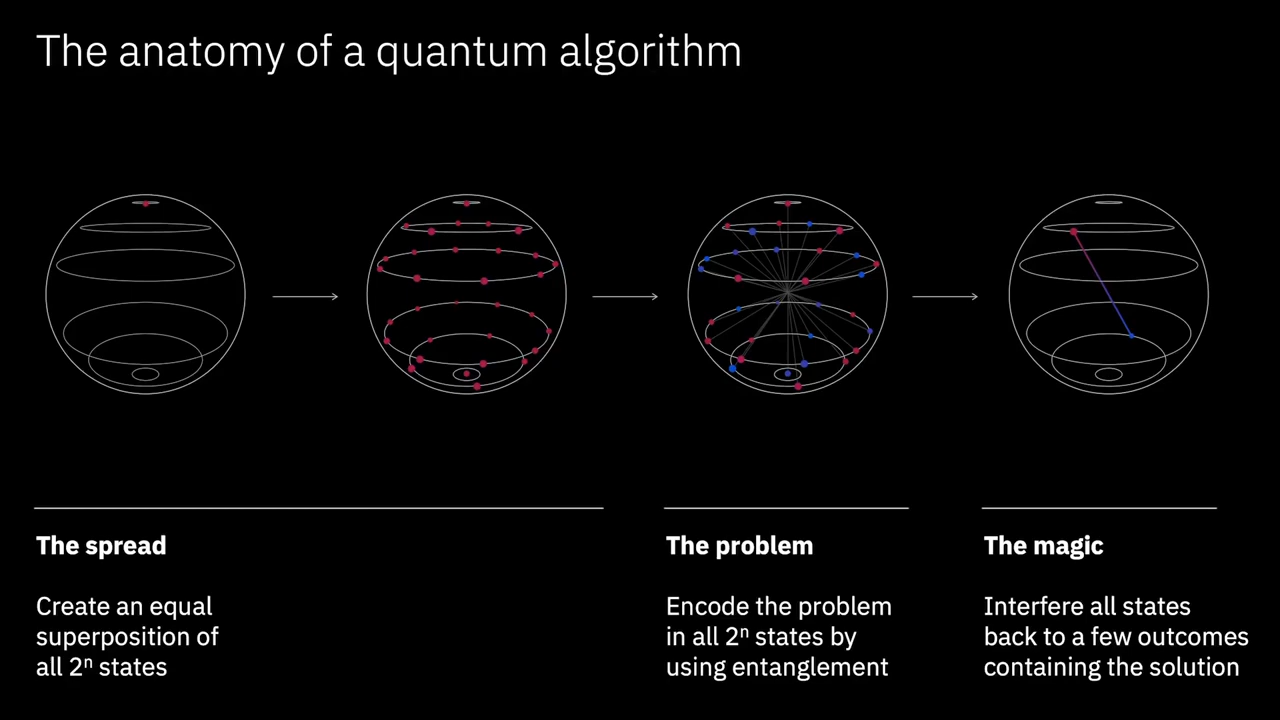 The anatomy of a quantum algorithm
The spread
Create an equal
superposition of
all 2ⁿ states
The problem
Encode the problem
in all 2ⁿ states by
using entanglement
The magic
Interfere all states
back to a few outcomes
containing the solution